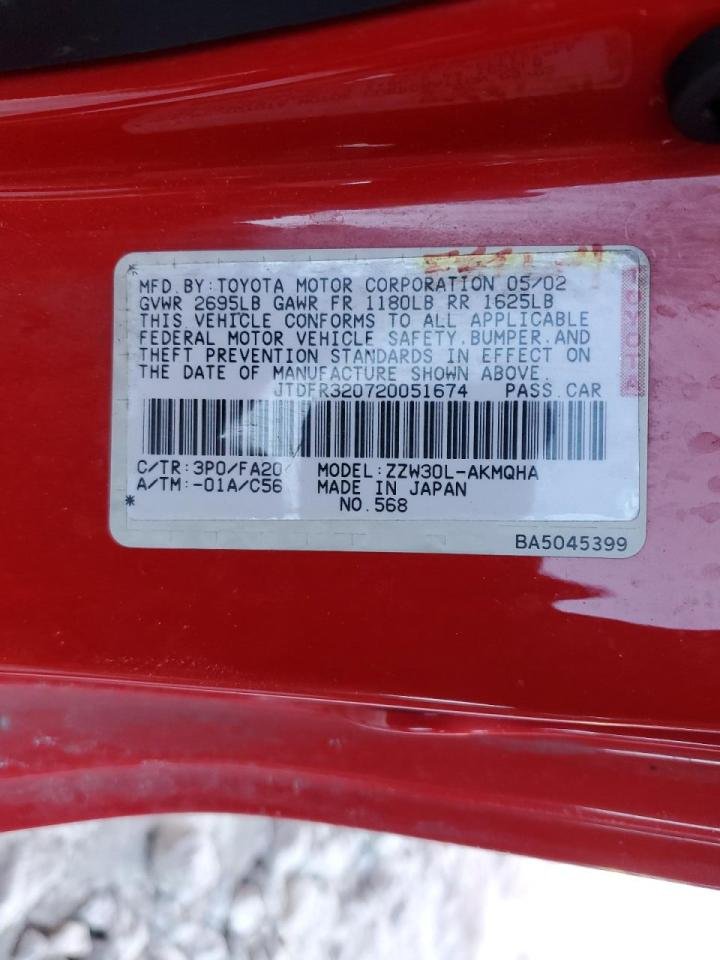 MFD.BY:TOYOTA MOTOR CORPORATION 05/02
GVWR 2695LB GAWR FR 1180LB RR 1625LB
THIS VEHICLE CONFORMS TO ALL APPLICABLE
FEDERAL MOTOR VEHICLE SAFETY,BUMPER,AND
THEFT PREVENTION STANDARDS IN EFFECT ON
THE DATE OF MANUFACTURE SHOWN ABOVE.
JTDFR320720051674 PASS.CAR
C/TR:3P0/FA20 MODEL:ZZW30L-AKMQHA
A/TM:-01A/C56 MADE IN JAPAN
* NO.568
BA5045399
TOYOTA